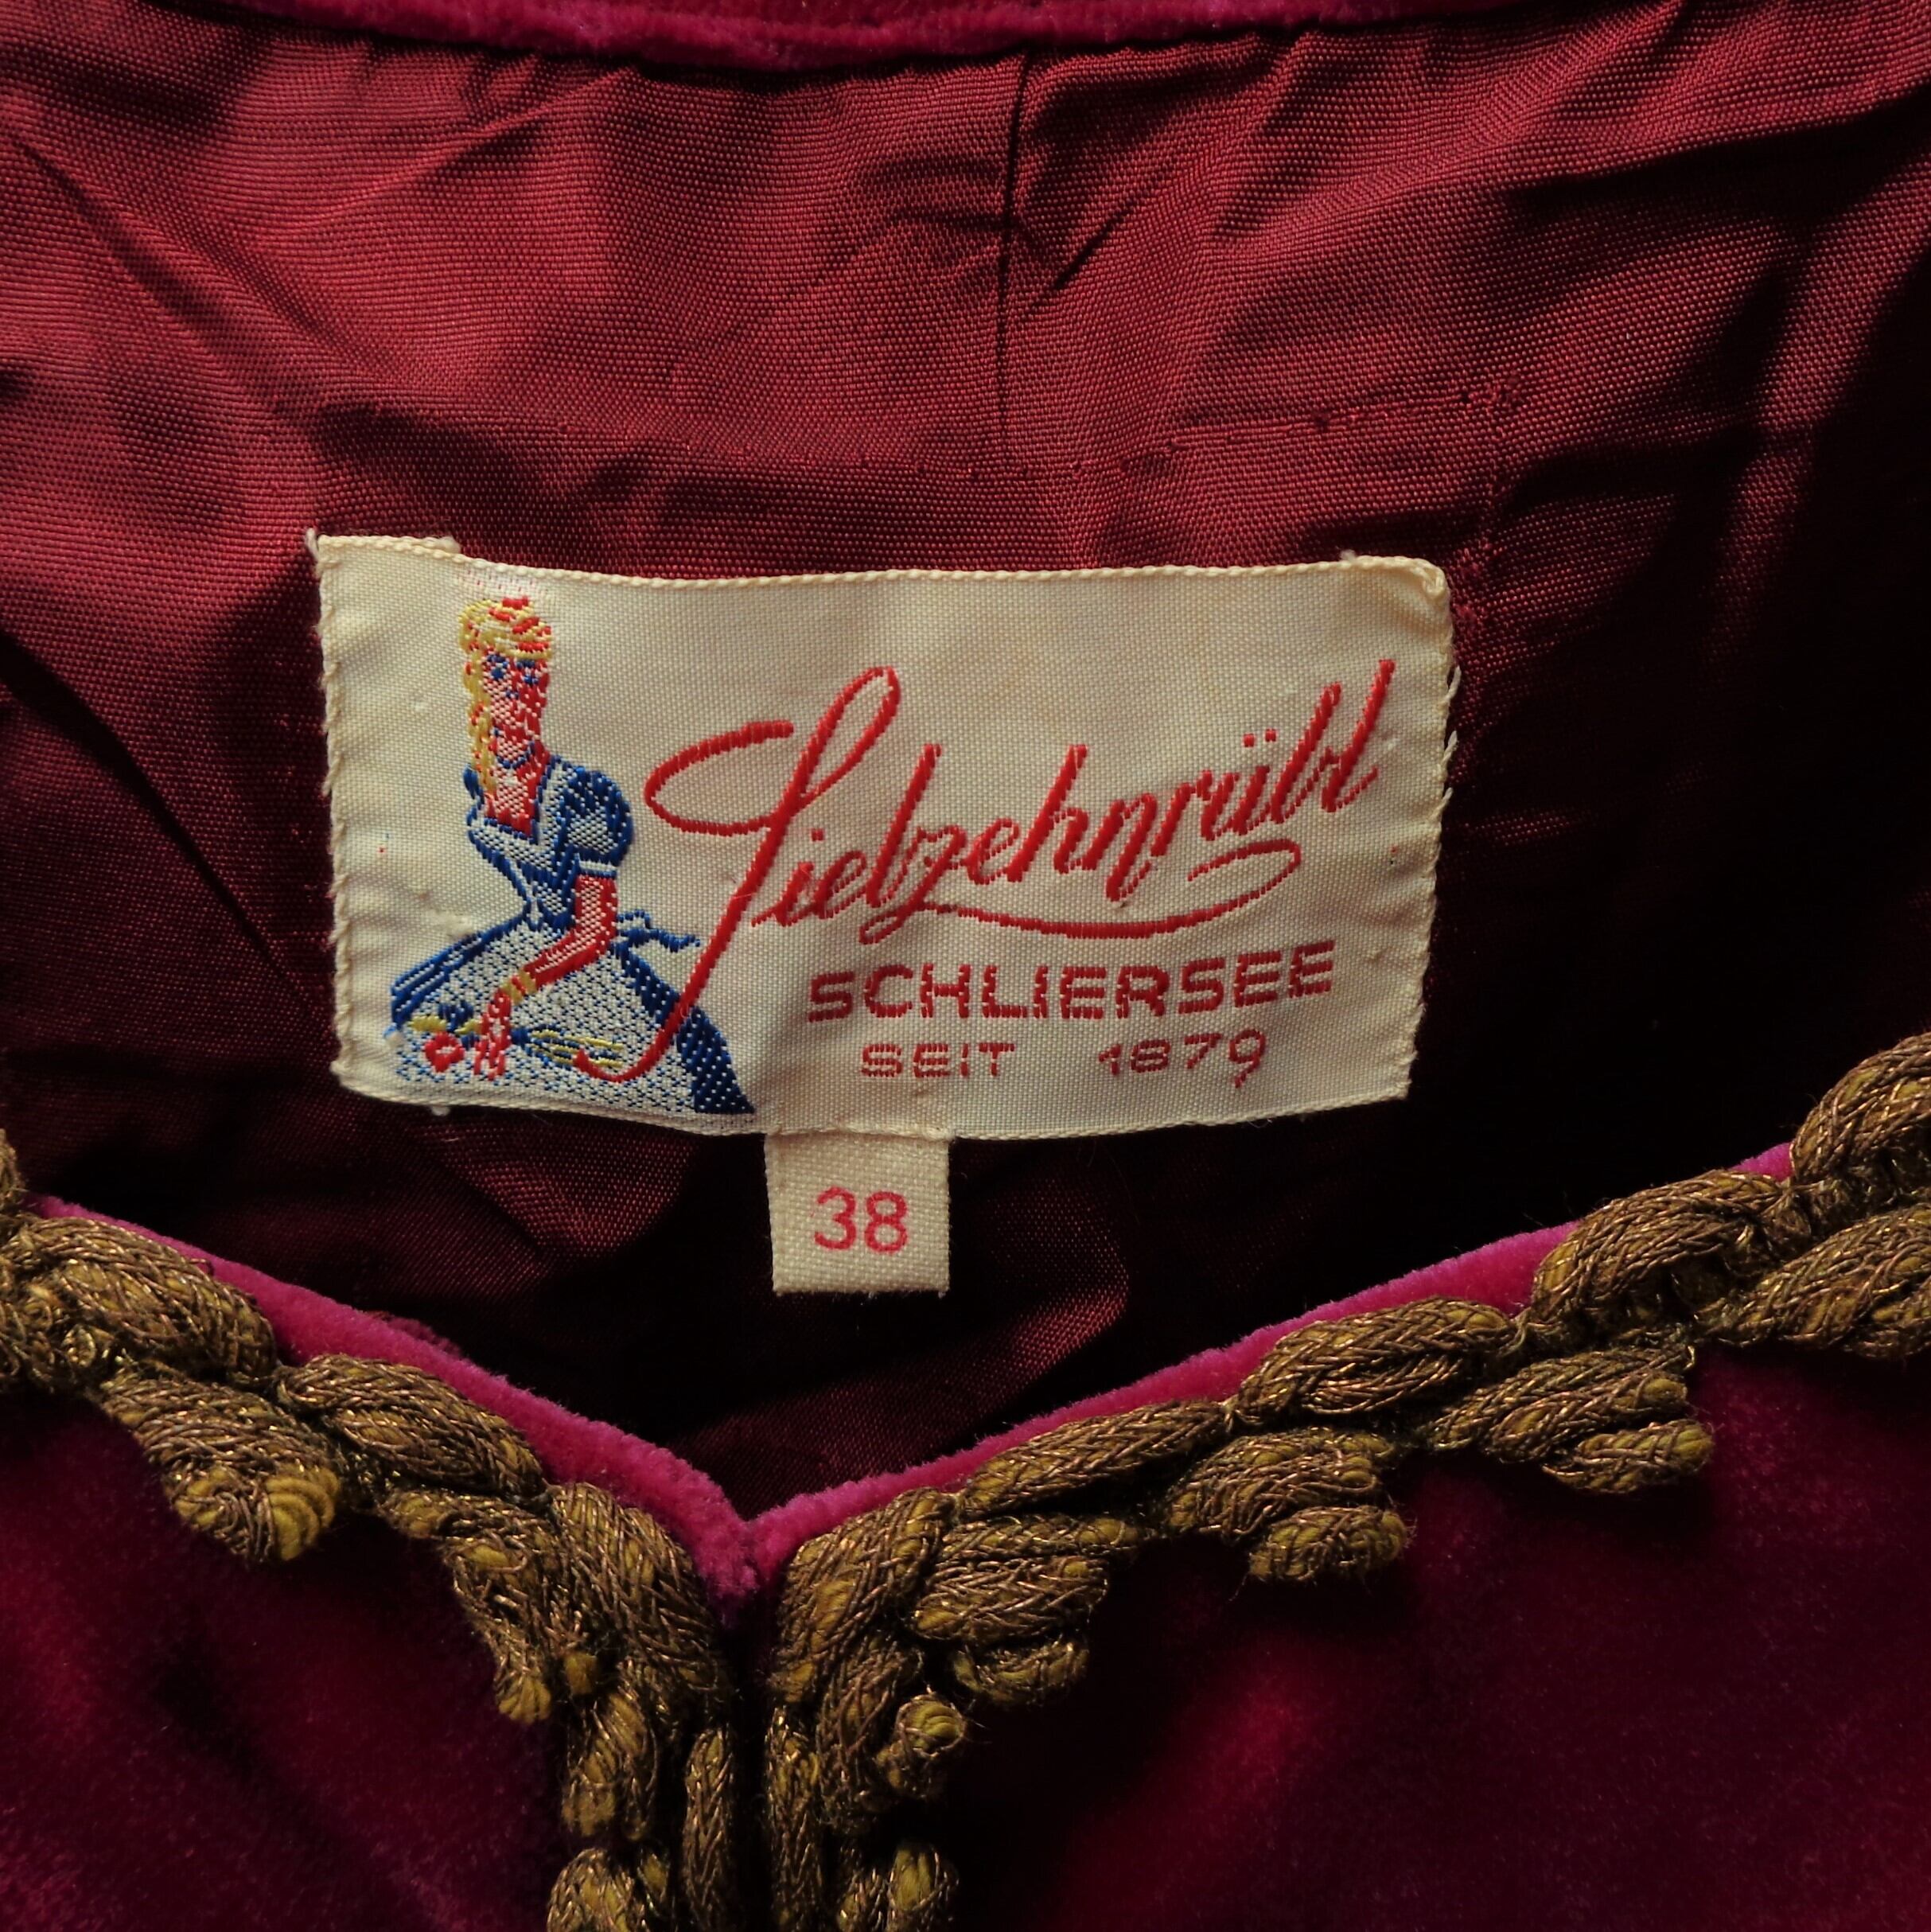 Siebzehnrübl
SCHLIERSEE
SEIT 1879
38